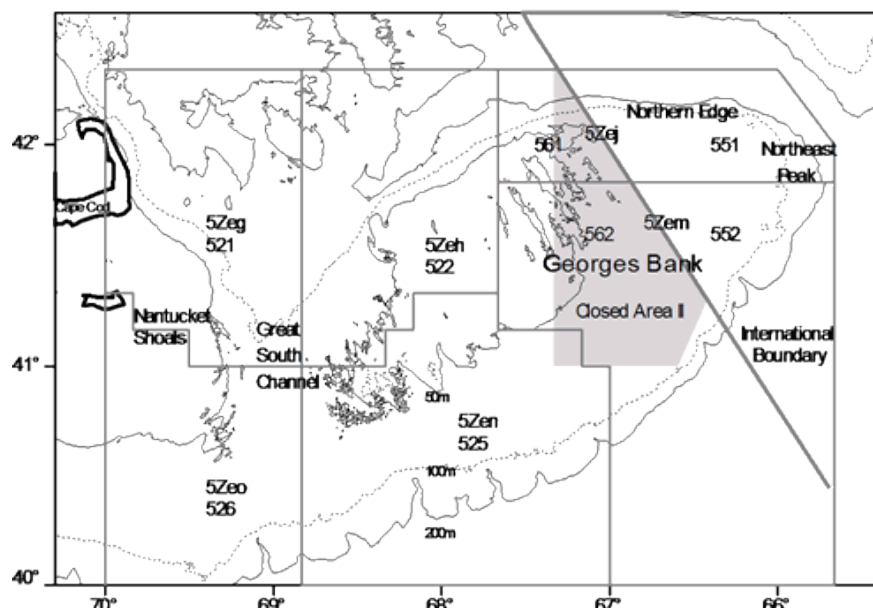 42°
41°
40°
70°
69°
68°
67°
66°
Cape Cod
Nantucket
Shoals
Great
South
Channel
5Zeg
521
5Zeh
522
5Zej
561
551
Northern Edge
Northeast
Peak
5Zem
562
552
Georges Bank
Closed Area II
International
Boundary
50m
5Zen
525
100m
200m
5Zeo
526